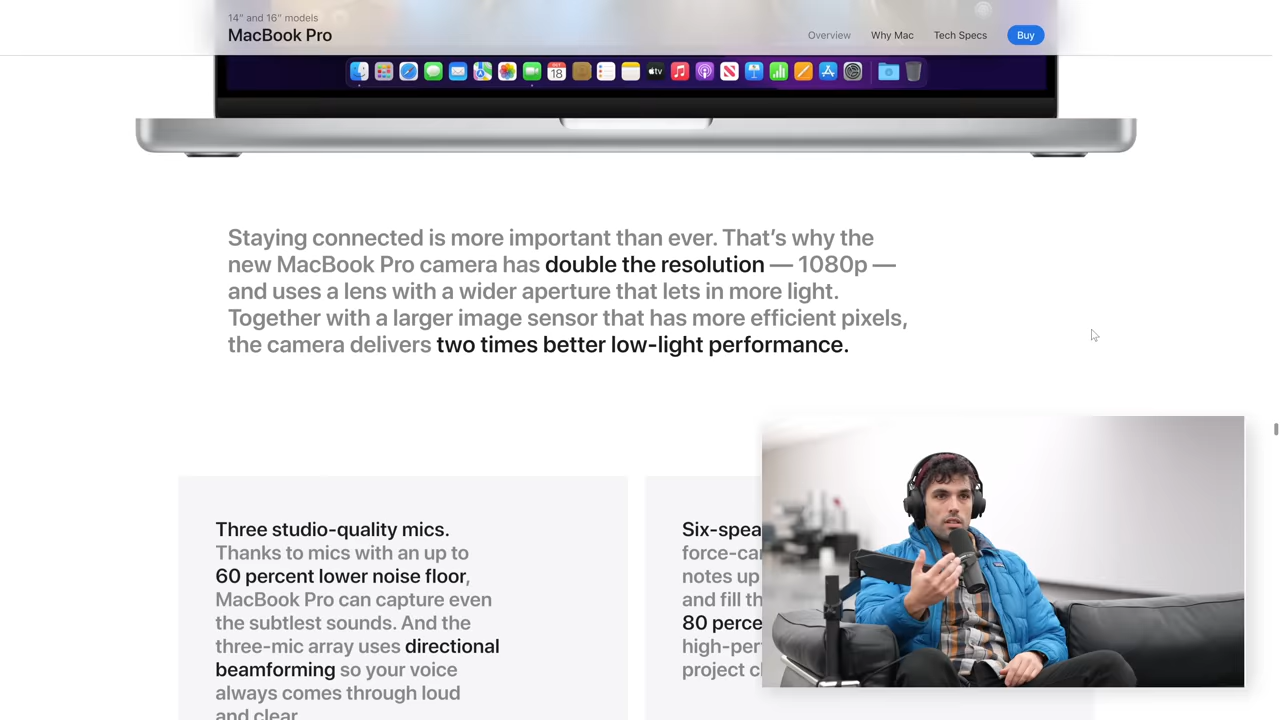 14” and 16” models
MacBook Pro
Overview
Why Mac
Tech Specs
Buy
18
tv
Staying connected is more important than ever. That’s why the
new MacBook Pro camera has double the resolution — 1080p —
and uses a lens with a wider aperture that lets in more light.
Together with a larger image sensor that has more efficient pixels,
the camera delivers two times better low-light performance.
Three studio-quality mics.
Thanks to mics with an up to
60 percent lower noise floor,
MacBook Pro can capture even
the subtlest sounds. And the
three-mic array uses directional
beamforming so your voice
always comes through loud
and clear.
Six-spea
force-ca
notes up
and fill th
80 perce
high-per
project c